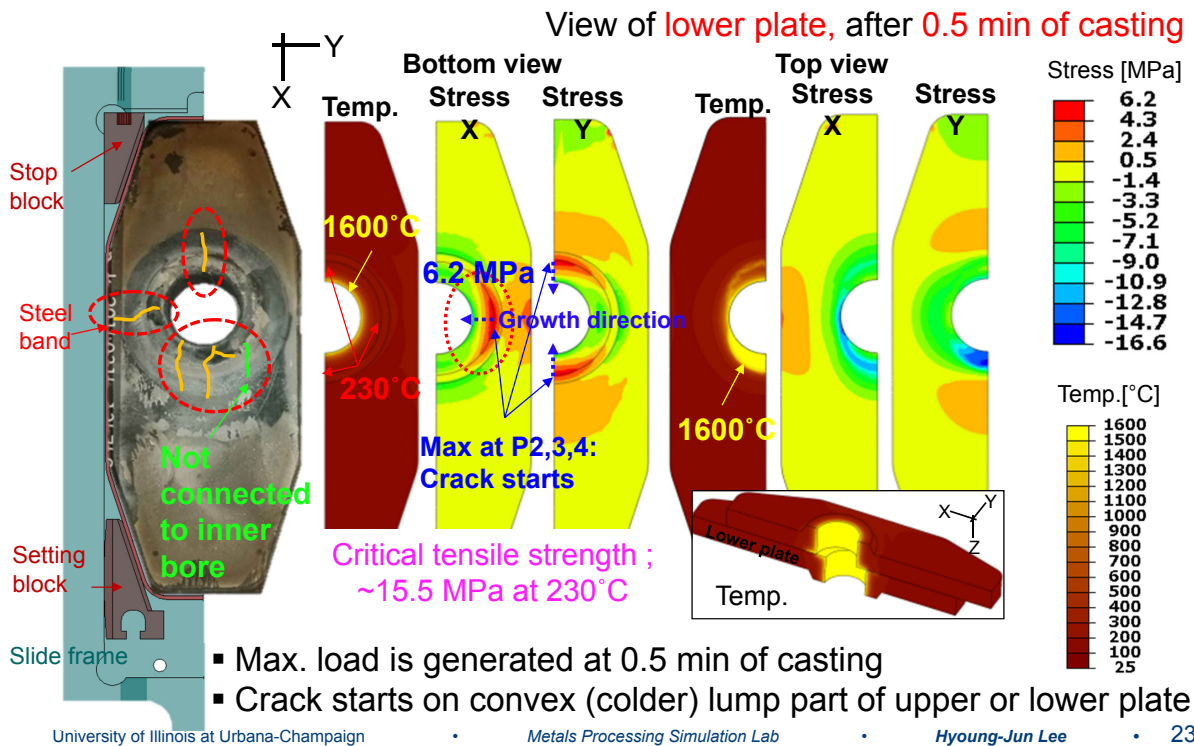 View of lower plate, after 0.5 min of casting
Y
X
Bottom view
Top view
Temp.
Stress
X
Stress
Y
Temp.
Stress
X
Stress
Y
Stress [MPa]
6.2
4.3
2.4
0.5
-1.4
-3.3
-5.2
-7.1
-9.0
-10.9
-12.8
-14.7
-16.6
Stop
block
Steel
band
Setting
block
Slide frame
Not
connected
to inner
bore
1600˚C
230˚C
6.2 MPa
Growth direction
Max at P2,3,4:
Crack starts
1600˚C
Temp.[°C]
1600
1500
1400
1300
1200
1100
1000
900
800
700
600
500
400
300
200
100
25
Critical tensile strength ;
~15.5 MPa at 230˚C
Lower plate
Temp.
X
Y
Z
▪ Max. load is generated at 0.5 min of casting
▪ Crack starts on convex (colder) lump part of upper or lower plate
University of Illinois at Urbana-Champaign • Metals Processing Simulation Lab • Hyoung-Jun Lee • 23